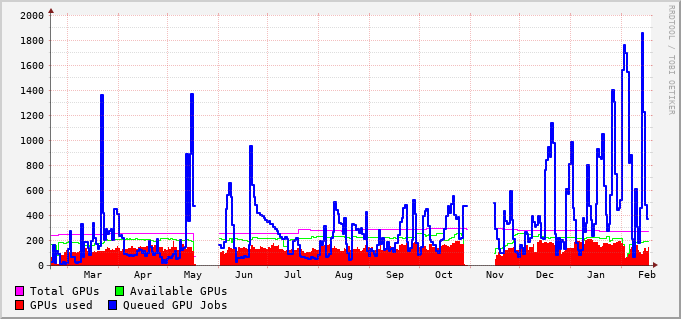 2000
1800
1600
1400
1200
1000
800
600
400
200
0
Mar Apr May Jun Jul Aug Sep Oct Nov Dec Jan Feb
Total GPUs Available GPUs
GPUs used Queued GPU Jobs
RRDTOOL / TOBI OETIKER